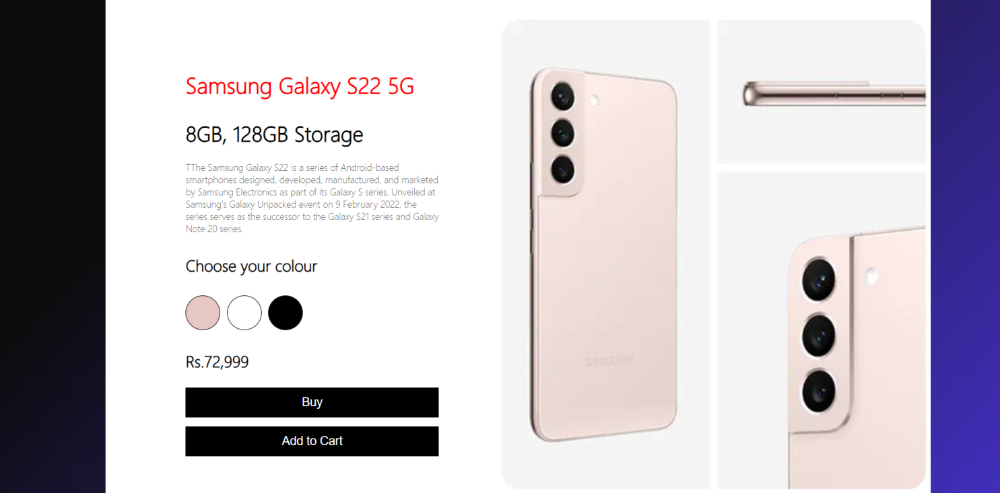 Samsung Galaxy S22 5G
8GB, 128GB Storage
TThe Samsung Galaxy S22 is a series of Android-based
smartphones designed, developed, manufactured, and marketed
by Samsung Electronics as part of its Galaxy S series. Unveiled at
Samsung's Galaxy Unpacked event on 9 February 2022, the
series serves as the successor to the Galaxy S21 series and Galaxy
Note 20 series.
Choose your colour
Rs.72,999
Buy
Add to Cart
SAMSUNG